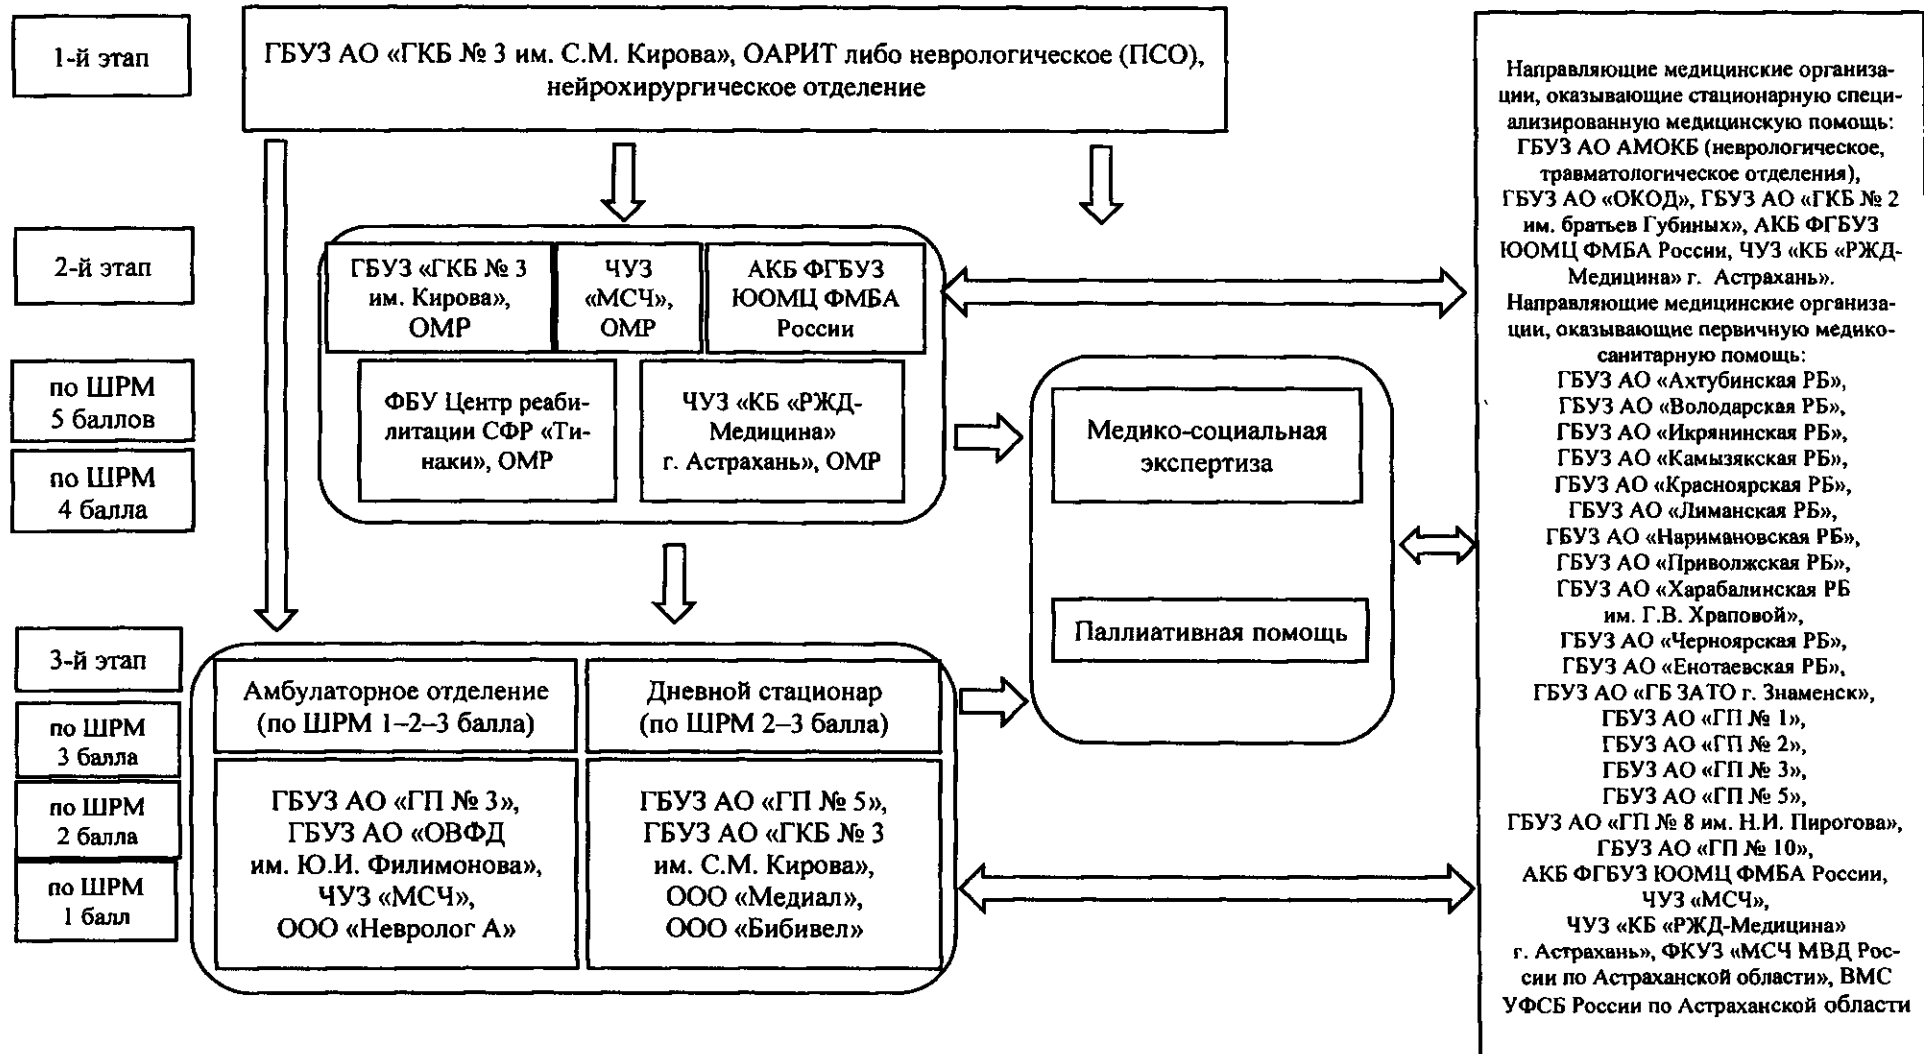 1-й этап
ГБУЗ АО «ГКБ № 3 им. С.М. Кирова», ОАРИТ либо неврологическое (ПСО),
нейрохирургическое отделение
2-й этап
ГБУЗ «ГКБ № 3
им. Кирова»,
ОМР
ЧУЗ
«МСЧ»,
ОМР
АКБ ФГБУЗ
ЮОМЦ ФМБА
России
по ШРМ
5 баллов
по ШРМ
4 балла
ФБУ Центр реаби-
литации СФР «Ти-
наки», ОМР
ЧУЗ «КБ «РЖД-
Медицина»
г. Астрахань», ОМР
Медико-социальная
экспертиза
Паллиативная помощь
3-й этап
по ШРМ
3 балла
по ШРМ
2 балла
по ШРМ
1 балл
Амбулаторное отделение
(по ШРМ 1–2–3 балла)
Дневной стационар
(по ШРМ 2–3 балла)
ГБУЗ АО «ГП № 3»,
ГБУЗ АО «ОВФД
им. Ю.И. Филимонова»,
ЧУЗ «МСЧ»,
ООО «Невролог А»
ГБУЗ АО «ГП № 5»,
ГБУЗ АО «ГКБ № 3
им. С.М. Кирова»,
ООО «Медиал»,
ООО «Бибивел»
Направляющие медицинские организа-
ции, оказывающие стационарную специ-
ализированную медицинскую помощь:
ГБУЗ АО АМОКБ (неврологическое,
травматологическое отделения),
ГБУЗ АО «ОКОД», ГБУЗ АО «ГКБ № 2
им. братьев Губиных», АКБ ФГБУЗ
ЮОМЦ ФМБА России, ЧУЗ «КБ «РЖД-
Медицина» г. Астрахань».
Направляющие медицинские организа-
ции, оказывающие первичную медико-
санитарную помощь:
ГБУЗ АО «Ахтубинская РБ»,
ГБУЗ АО «Володарская РБ»,
ГБУЗ АО «Икрянинская РБ»,
ГБУЗ АО «Камызякская РБ»,
ГБУЗ АО «Красноярская РБ»,
ГБУЗ АО «Лиманская РБ»,
ГБУЗ АО «Наримановская РБ»,
ГБУЗ АО «Приволжская РБ»,
ГБУЗ АО «Харабалинская РБ
им. Г.В. Храповой»,
ГБУЗ АО «Черноярская РБ»,
ГБУЗ АО «Енотаевская РБ»,
ГБУЗ АО «ГБ ЗАТО г. Знаменск»,
ГБУЗ АО «ГП № 1»,
ГБУЗ АО «ГП № 2»,
ГБУЗ АО «ГП № 3»,
ГБУЗ АО «ГП № 5»,
ГБУЗ АО «ГП № 8 им. Н.И. Пирогова»,
ГБУЗ АО «ГП № 10»,
АКБ ФГБУЗ ЮОМЦ ФМБА России,
ЧУЗ «МСЧ»,
ЧУЗ «КБ «РЖД-Медицина»
г. Астрахань», ФКУЗ «МСЧ МВД Рос-
сии по Астраханской области», ВМС
УФСБ России по Астраханской области